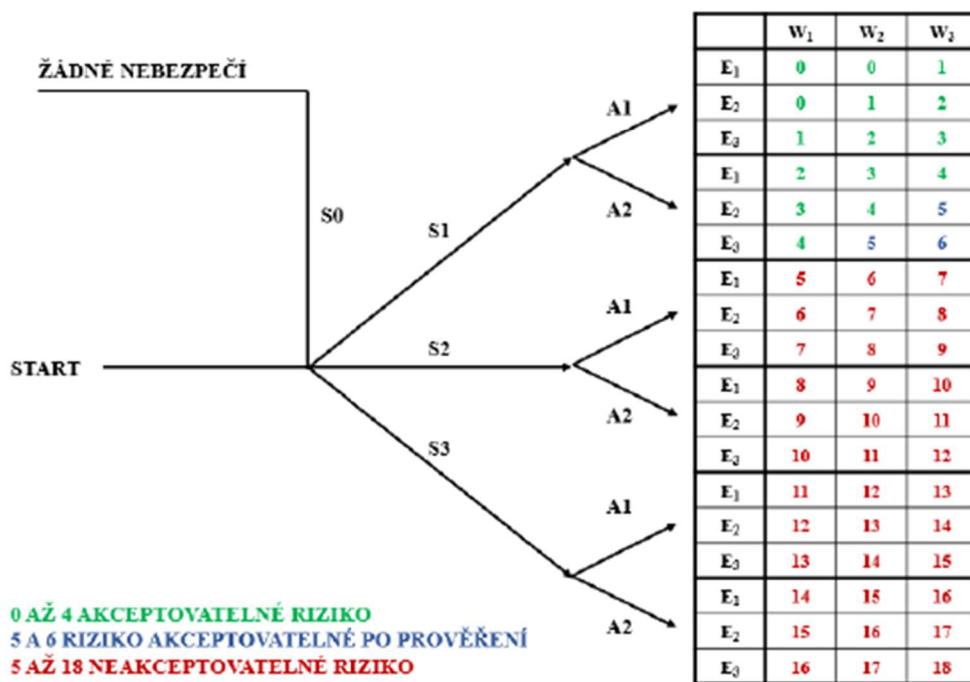 W₁ W₂ W₃
ŽÁDNÉ NEBEZPEČÍ
E₁ 0 0 1
A1
E₂ 0 1 2
E₃ 1 2 3
E₁ 2 3 4
A2
E₂ 3 4 5
S0
S1
E₃ 4 5 6
E₁ 5 6 7
A1
E₂ 6 7 8
S2
E₃ 7 8 9
START
E₁ 8 9 10
A2
E₂ 9 10 11
S3
E₃ 10 11 12
E₁ 11 12 13
A1
E₂ 12 13 14
E₃ 13 14 15
E₁ 14 15 16
A2
E₂ 15 16 17
E₃ 16 17 18
0 AŽ 4 AKCEPTOVATELNÉ RIZIKO
5 A 6 RIZIKO AKCEPTOVATELNÉ PO PROVĚŘENÍ
5 AŽ 18 NEAKCEPTOVATELNÉ RIZIKO